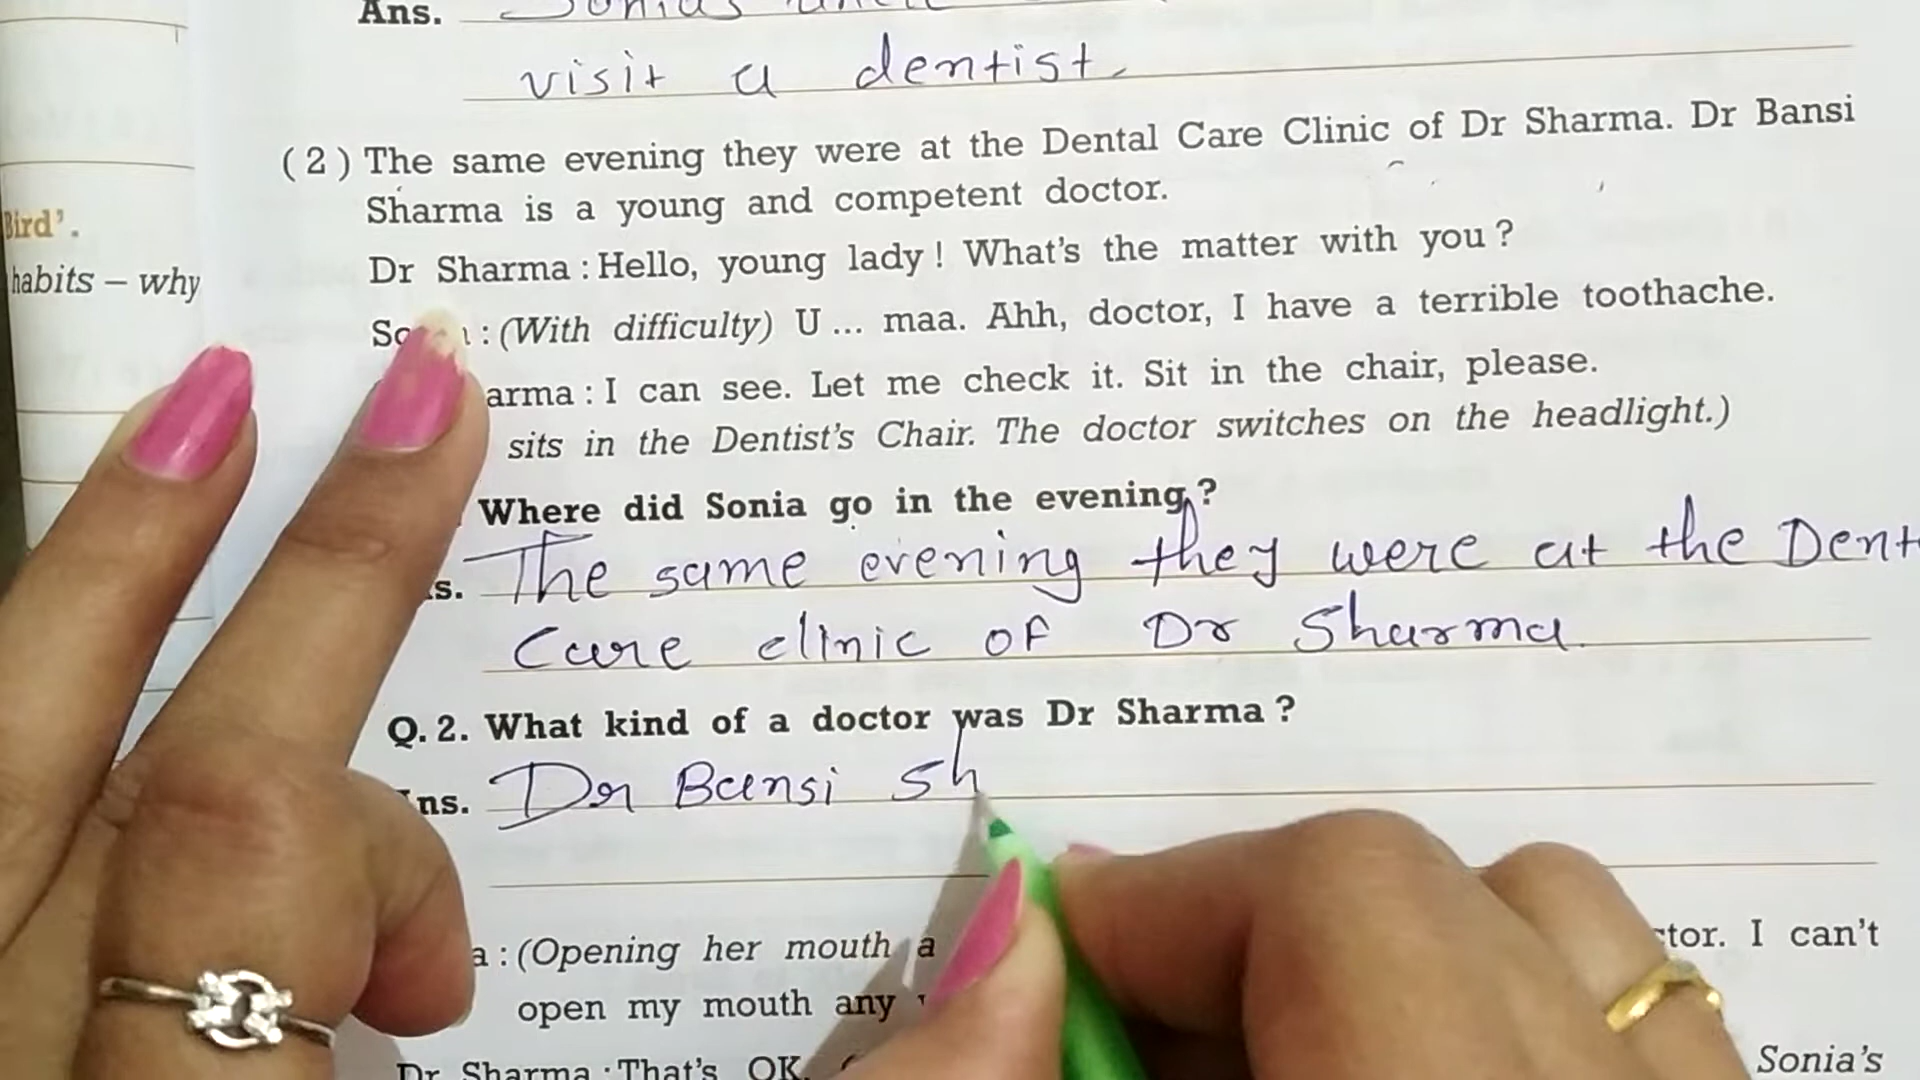 Ans. Sonia's
visit a dentist.
(2) The same evening they were at the Dental Care Clinic of Dr Sharma. Dr Bansi
Sharma is a young and competent doctor.
Bird'.
Dr Sharma : Hello, young lady! What's the matter with you?
habits – why
: (With difficulty) U ... maa. Ahh, doctor, I have a terrible toothache.
arma : I can see. Let me check it. Sit in the chair, please.
sits in the Dentist's Chair. The doctor switches on the headlight.)
Where did Sonia go in the evening?
s. The same evening they were at the Dent
Care clinic of Dr Sharma
Q. 2. What kind of a doctor was Dr Sharma?
ns. Dr Bansi Sh
a : (Opening her mouth a
ctor. I can't
open my mouth any
Dr Sharma : That's OK.
Sonia's